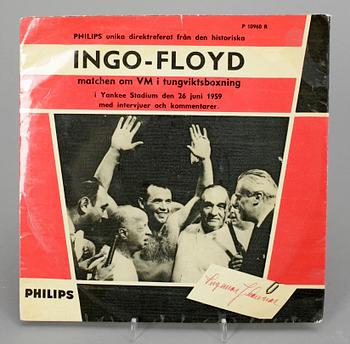 P 10960 R
PHILIPS unika direktreferat från den historiska
INGO-FLOYD
matchen om VM i tungviktsboxning
i Yankee Stadium den 26 juni 1959
med intervjuer och kommentarer.
PHILIPS